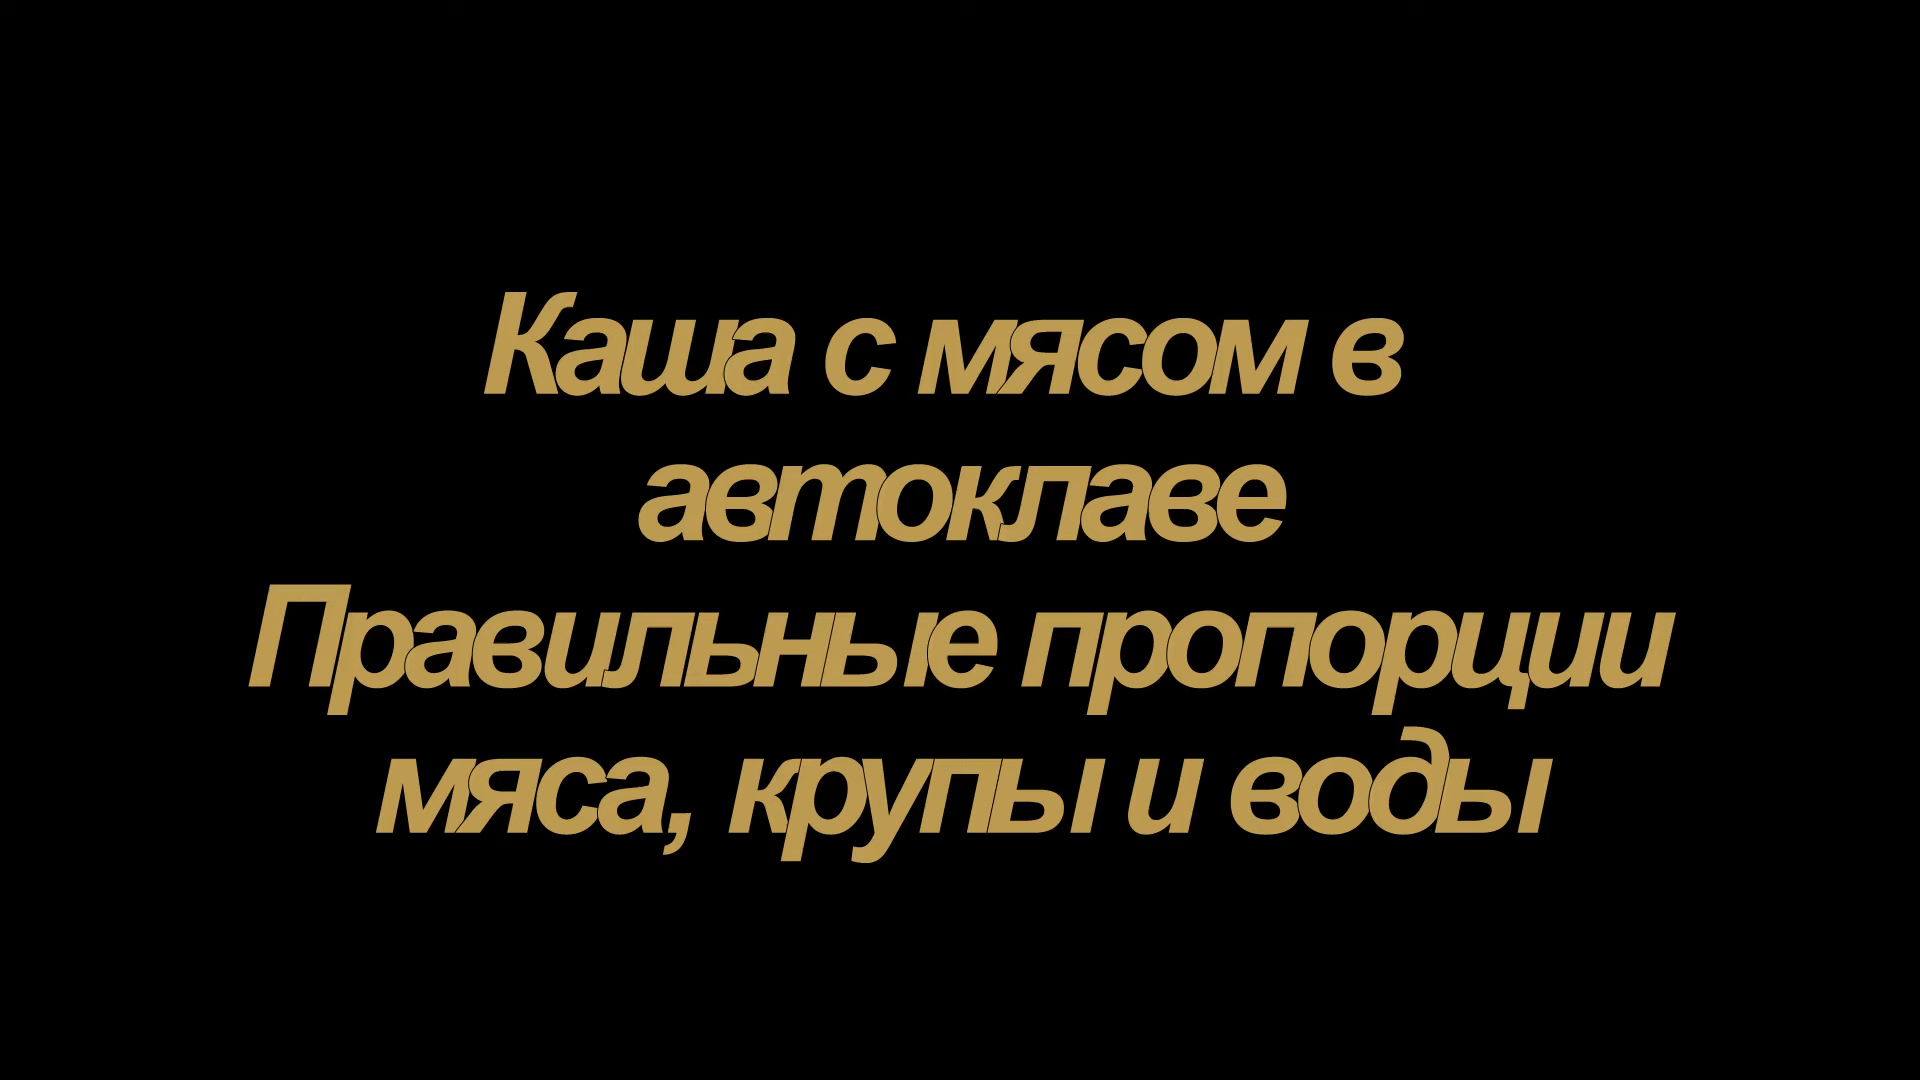 Каша с мясом в
автоклаве
Правильные пропорции
мяса, крупы и воды